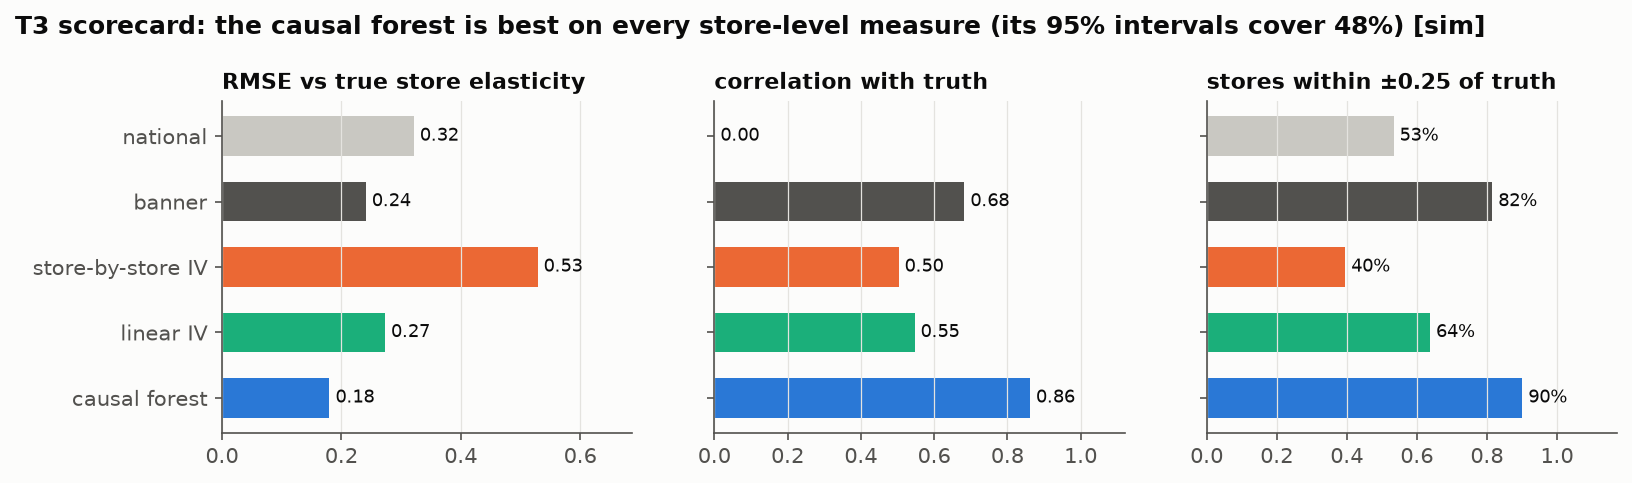 T3 scorecard: the causal forest is best on every store-level measure (its 95% intervals cover 48%) [sim]
RMSE vs true store elasticity
national
0.32
banner
0.24
store-by-store IV
0.53
linear IV
0.27
causal forest
0.18
0.0 0.2 0.4 0.6
correlation with truth
0.00
0.68
0.50
0.55
0.86
0.0 0.2 0.4 0.6 0.8 1.0
stores within ±0.25 of truth
53%
82%
40%
64%
90%
0.0 0.2 0.4 0.6 0.8 1.0